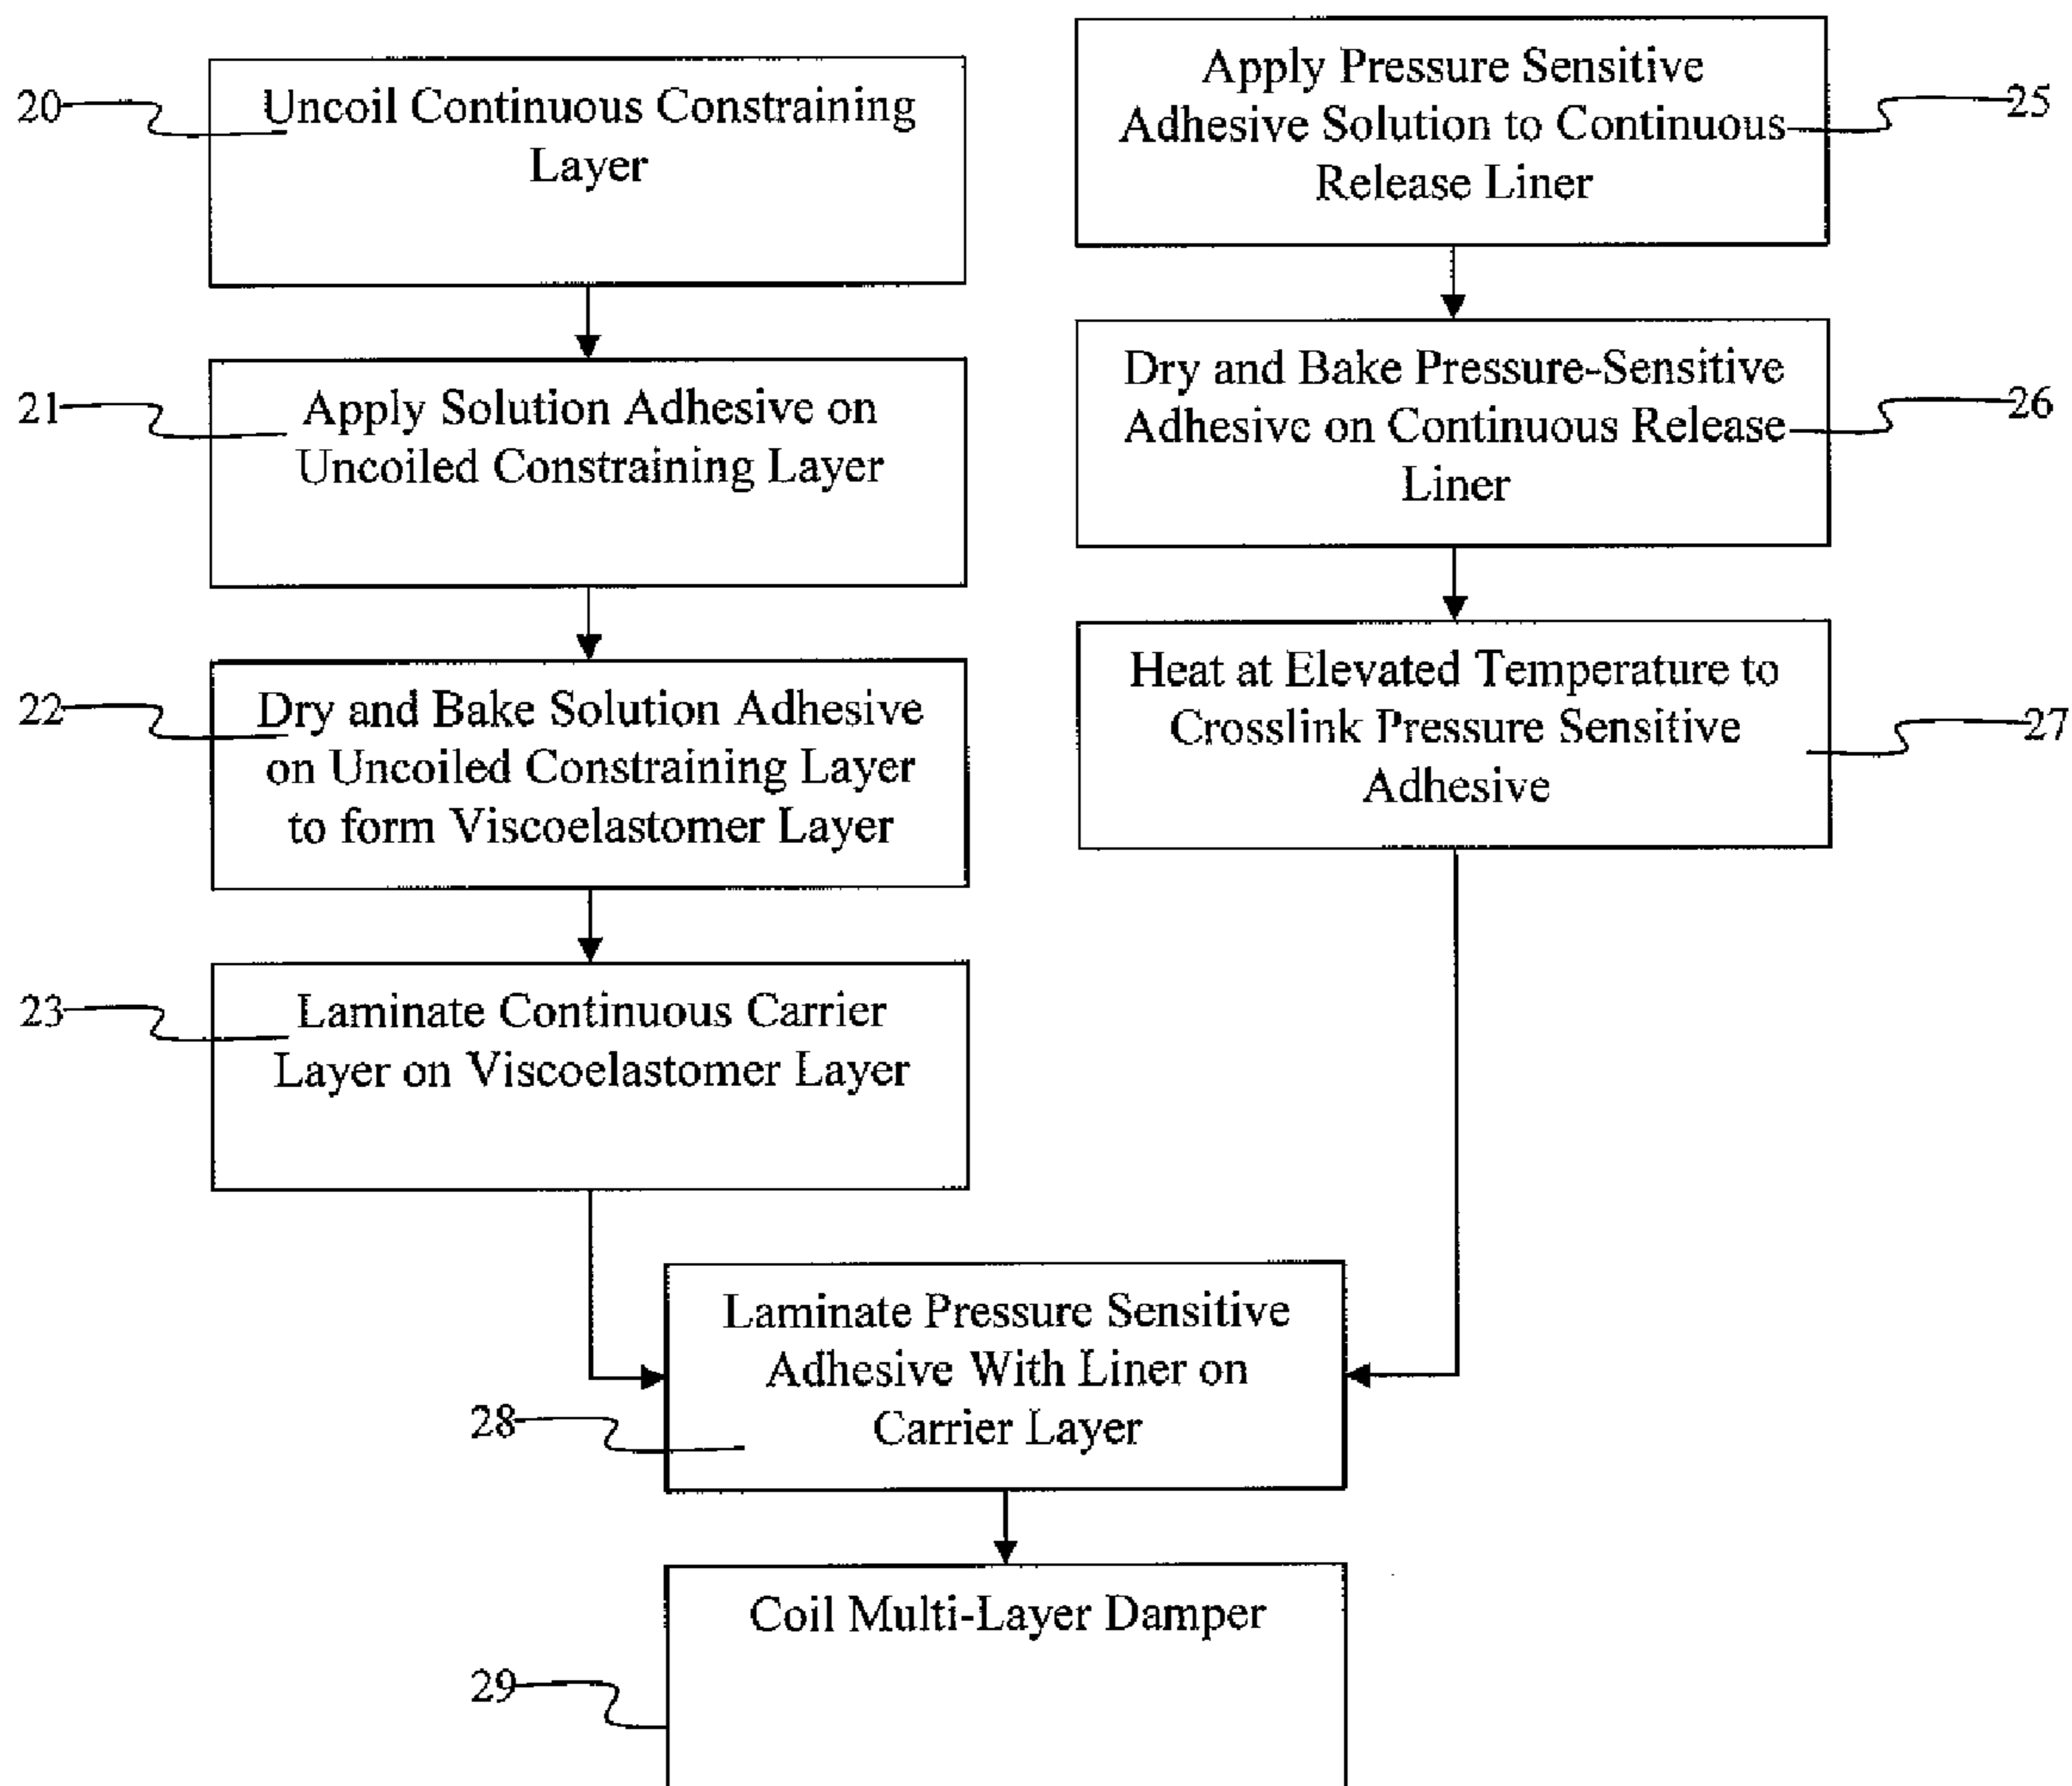 20
Uncoil Continuous Constraining
Layer
21
Apply Solution Adhesive on
Uncoiled Constraining Layer
22
Dry and Bake Solution Adhesive
on Uncoiled Constraining Layer
to form Viscoelastomer Layer
23
Laminate Continuous Carrier
Layer on Viscoelastomer Layer
Apply Pressure Sensitive
Adhesive Solution to Continuous
Release Liner
25
Dry and Bake Pressure-Sensitive
Adhesive on Continuous Release
Liner
26
Heat at Elevated Temperature to
Crosslink Pressure Sensitive
Adhesive
27
Laminate Pressure Sensitive
Adhesive With Liner on
Carrier Layer
28
Coil Multi-Layer Damper
29